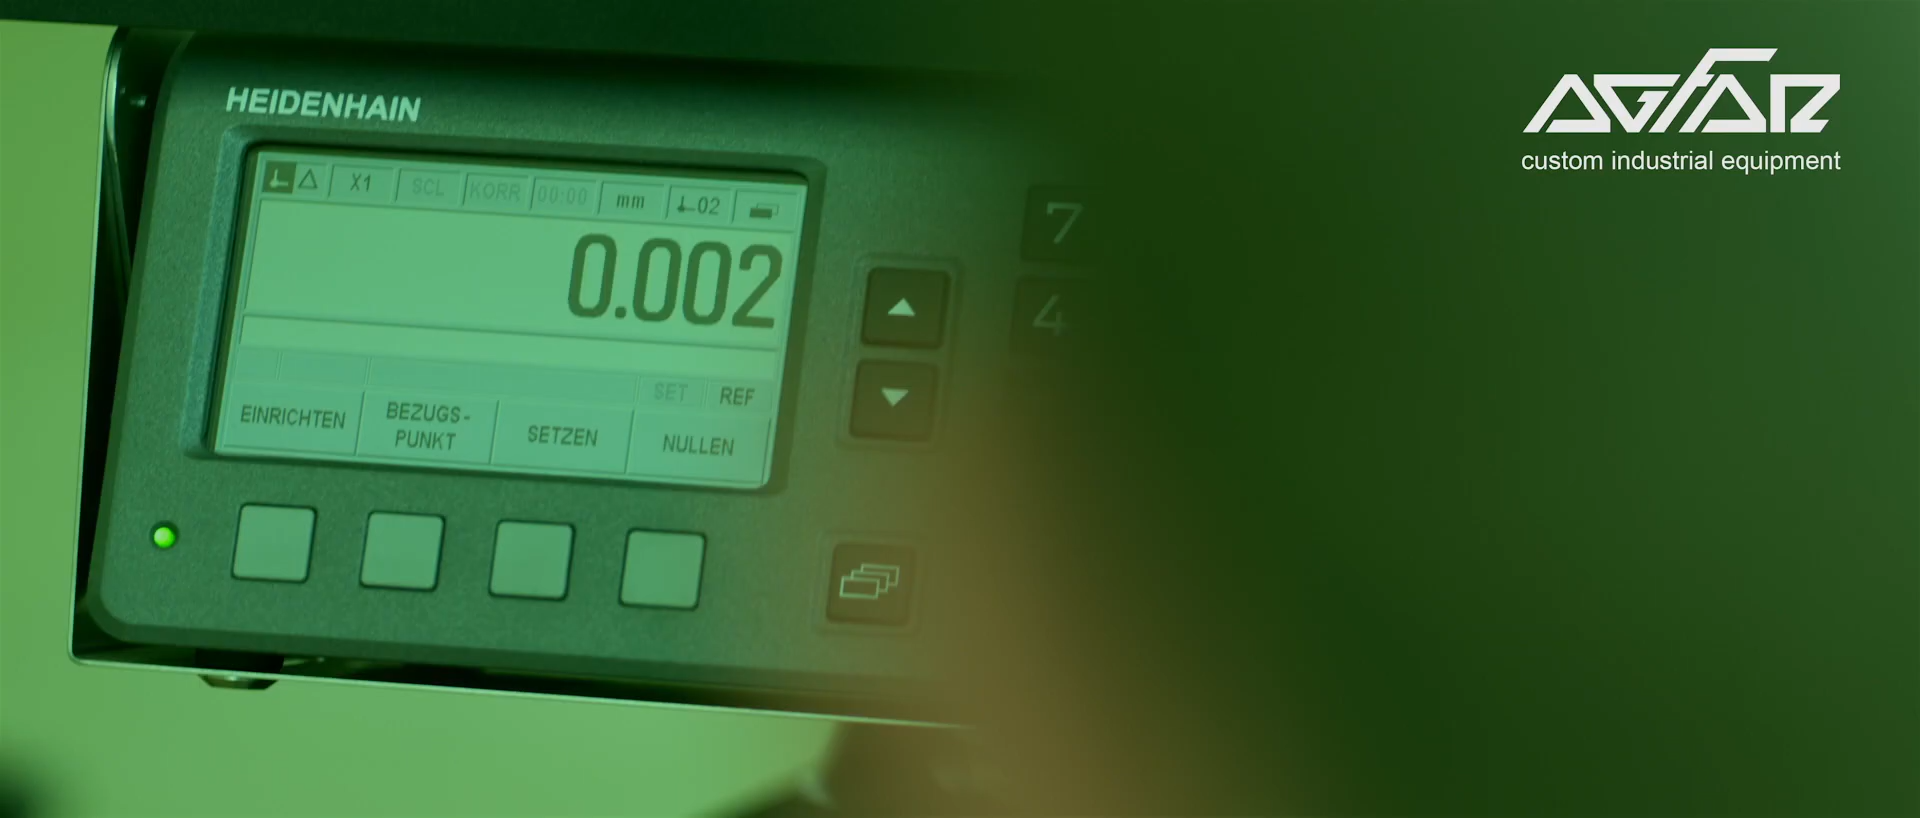 HEIDENHAIN
X1 SCL KORR 00:00 mm 02
0.002
SET REF
EINRICHTEN
BEZUGS-
PUNKT
SETZEN
NULLEN
7
4
AGFAR
custom industrial equipment